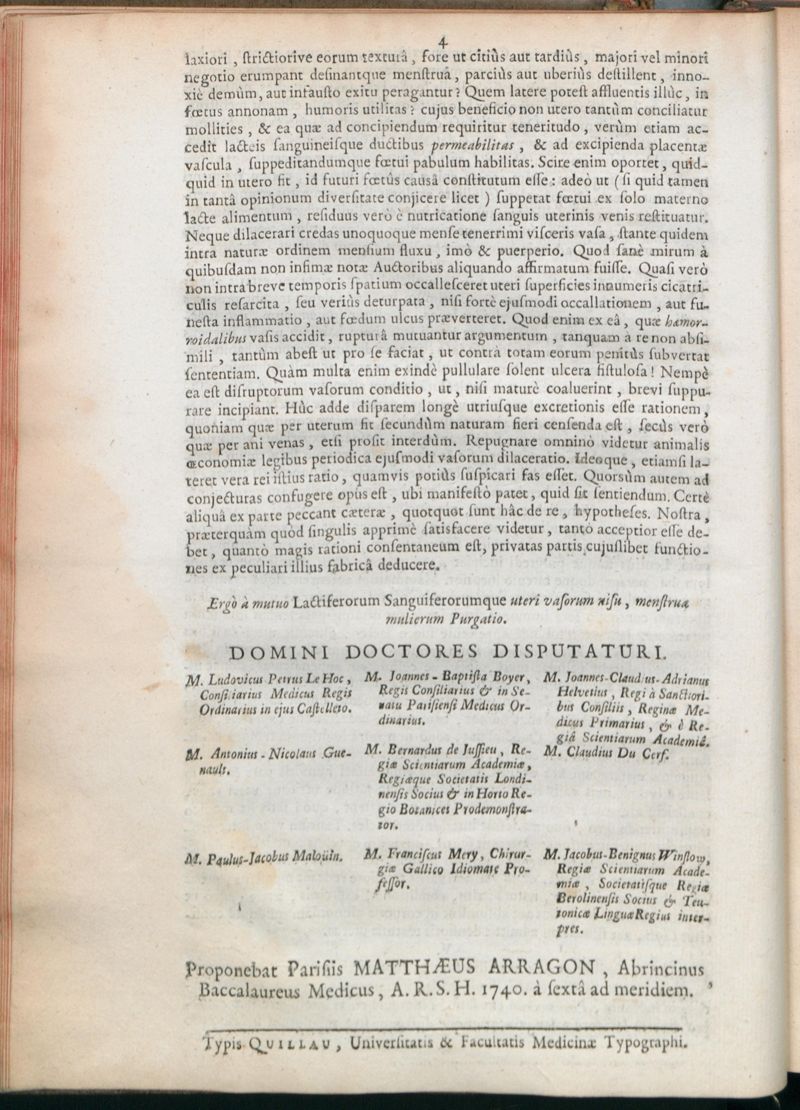 4
laxiori , ſtrictiorive eorum texturâ, fore ut citiùs aut tardiùs, majori vel minori
negotio erumpant deſinantque menſtrua, parciùs aut uberiùs deſtillent, inno-
xiè demùm, aut infauſto exitu peragantur? Quem latere poteſt affluentis illùc, in
fœtus annonam, humoris utilitas? cujus beneficio non utero tantùm conciliatur
mollities, & ea quæ ad concipiendum requiritur teneritudo, verùm etiam ac-
cedit lacteis ſanguineiſque ductibus permeabilitas, & ad excipienda placentæ
vaſcula, ſuppeditandumque fœtui pabulum habilitas. Scire enim oportet, quid-
quid in utero fit, id futuri fœtûs causâ conſtitutum eſſe: adeò ut (ſi quid tamen
in tantâ opinionum diverſitate conjicere licet) ſuppetat fœtui ex ſolo materno
lacte alimentum, reſiduus verò è nutricatione ſanguis uterinis venis reſtituatur.
Neque dilacerari credas unoquoque menſe tenerrimi viſceris vaſa, ſtante quidem
intra naturæ ordinem menſium fluxu, imò & puerperio. Quod ſanè mirum à
quibuſdam non infimæ notæ Auctoribus aliquando affirmatum fuiſſe. Quaſi verò
non intra breve temporis ſpatium occalleſceret uteri ſuperficies innumeris cicatri-
culis reſarcita, ſeu veriùs deturpata, niſi fortè ejuſmodi occallationem, aut fu-
neſta inflammatio, aut fœdum ulcus præverteret. Quod enim ex eâ, quæ hæmor-
roidalibus vaſis accidit, rupturâ mutuantur argumentum, tanquam à re non abſi-
mili, tantùm abeſt ut pro ſe faciat, ut contrà totam eorum penitùs ſubvertat
ſententiam. Quàm multa enim exindè pullulare ſolent ulcera fiſtuloſa! Nempè
ea eſt diſruptorum vaſorum conditio, ut, niſi maturè coaluerint, brevi ſuppu-
rare incipiant. Hùc adde diſparem longè utriuſque excretionis eſſe rationem,
quoniam quæ per uterum fit ſecundùm naturam fieri cenſenda eſt, ſecùs verò
quæ per ani venas, etſi proſit interdùm. Repugnare omninò videtur animalis
œconomiæ legibus periodica ejuſmodi vaſorum dilaceratio. Ideoque, etiamſi la-
teret vera rei iſtius ratio, quamvis potiùs ſuſpicari fas eſſet. Quorsùm autem ad
conjecturas confugere opus eſt, ubi manifeſtò patet, quid ſit ſentiendum. Certè
aliquâ ex parte peccant cæteræ, quotquot ſunt hâc de re, hypotheſes. Noſtra,
præterquàm quòd ſingulis apprimè ſatisfacere videtur, tantò acceptior eſſe de-
bet, quantò magis rationi conſentaneum eſt, privatas partis cujuſlibet functio-
nes ex peculiari illius fabricâ deducere.
Ergò à mutuo Lactiferorum Sanguiferorumque uteri vaſorum niſu, menſtrua
mulierum Purgatio.
DOMINI DOCTORES DISPUTATURI.
M. Ludovicus Petrus Le Hoc,
Conſiliarius Medicus Regis
Ordinarius in ejus Caſtelleto.
M. Joannes-Baptiſta Boyer,
Regis Conſiliarius & in Se-
natu Pariſienſi Medicus Or-
dinarius.
M. Joannes-Claudius-Adrianus
Helvetius, Regi à Sanctiori-
bus Conſiliis, Reginæ Me-
dicus Primarius, & è Re-
giâ Scientiarum Academiâ.
M. Antonius-Nicolaus Gue-
nault.
M. Bernardus de Juſſieu, Re-
giæ Scientiarum Academiæ,
Regiæque Societatis Londi-
nenſis Socius & in Horto Re-
gio Botanices Prodemonſtra-
tor.
M. Claudius Du Cerf.
M. Paulus-Jacobus Maloüin.
M. Franciſcus Mery, Chirur-
giæ Gallico Idiomate Pro-
feſſor.
M. Jacobus-Benignus Winſlow,
Regiæ Scientiarum Acade-
miæ, Societatiſque Regiæ
Berolinenſis Socius & Teu-
tonicæ Linguæ Regius inter-
pres.
Proponebat Pariſiis MATTHÆUS ARRAGON, Abrincinus
Baccalaureus Medicus, A. R. S. H. 1740. à ſextâ ad meridiem.
Typis QUILLAU, Univerſitatis & Facultatis Medicinæ Typographi.